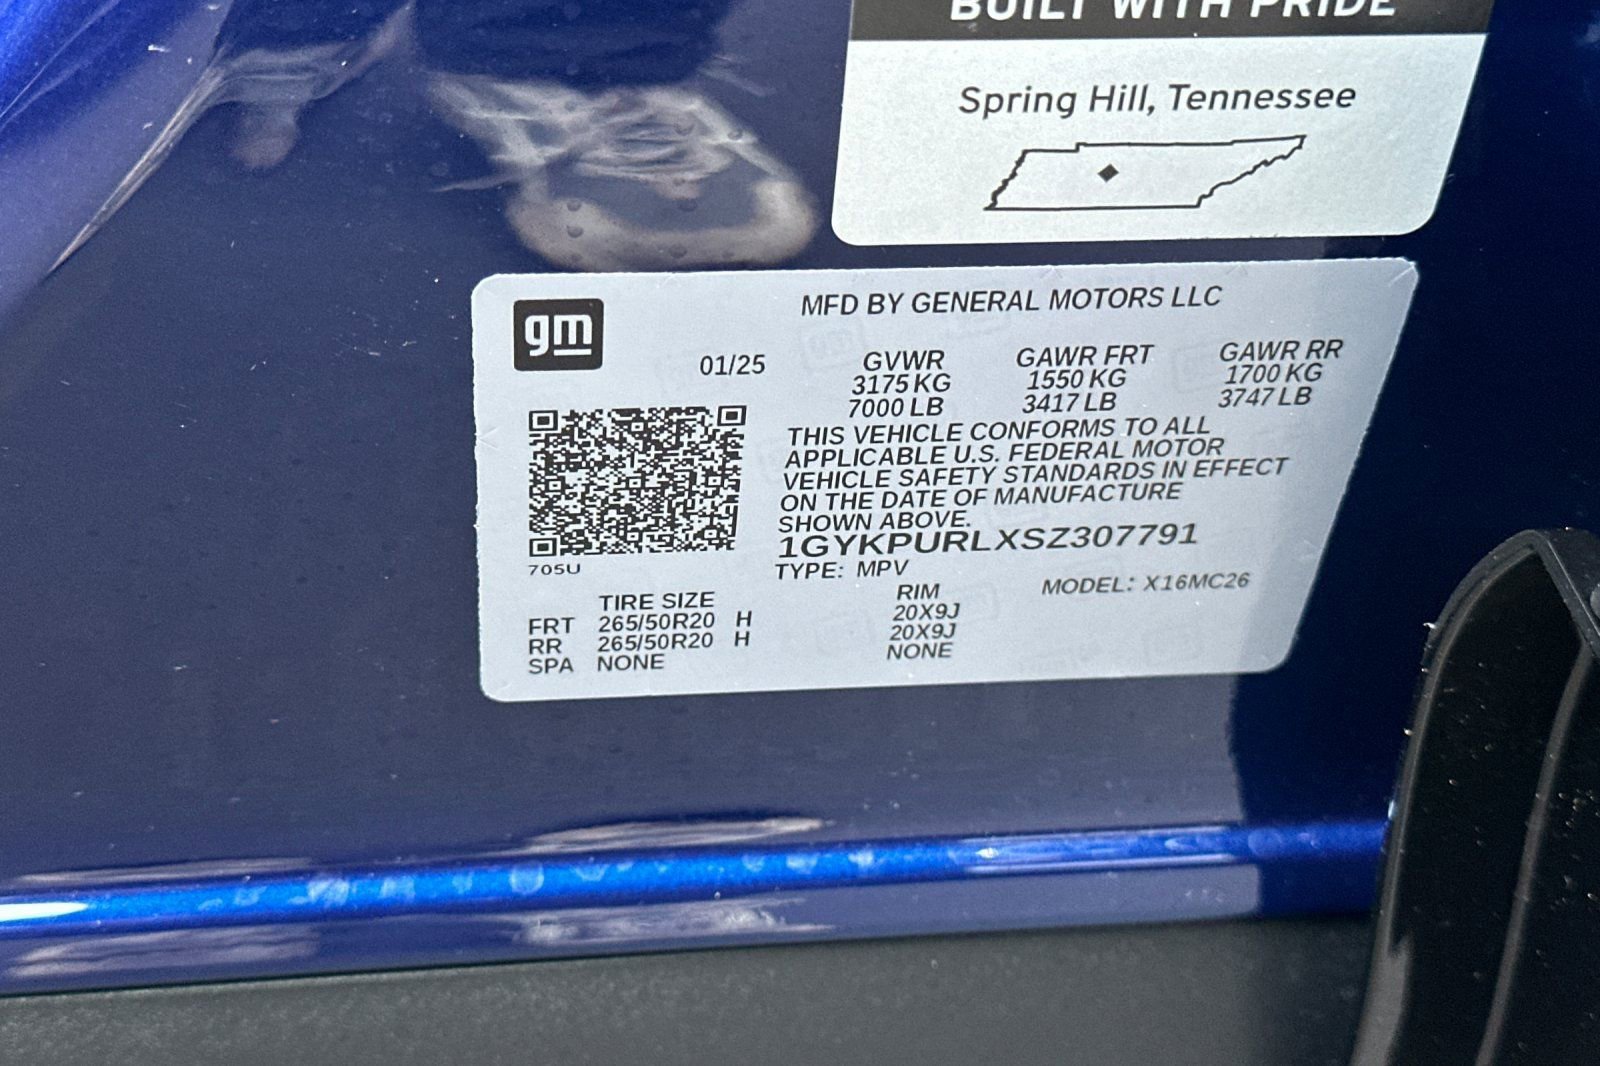 BUILT WITH PRIDE
Spring Hill, Tennessee
gm
MFD BY GENERAL MOTORS LLC
01/25 GVWR GAWR FRT GAWR RR
3175 KG 1550 KG 1700 KG
7000 LB 3417 LB 3747 LB
THIS VEHICLE CONFORMS TO ALL
APPLICABLE U.S. FEDERAL MOTOR
VEHICLE SAFETY STANDARDS IN EFFECT
ON THE DATE OF MANUFACTURE
SHOWN ABOVE.
1GYKPURLXSZ307791
705U
TYPE: MPV MODEL: X16MC26
TIRE SIZE RIM
FRT 265/50R20 H 20X9J
RR 265/50R20 H 20X9J
SPA NONE NONE